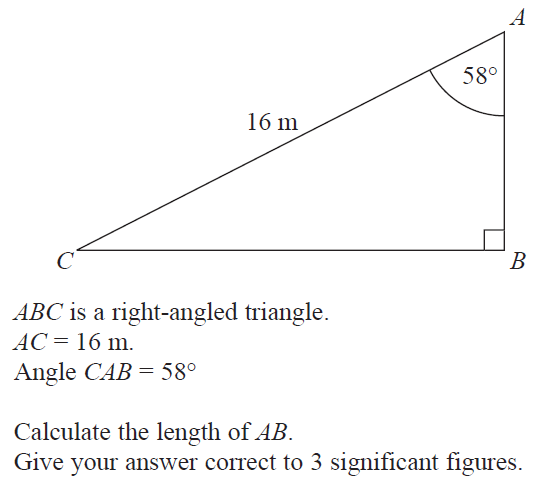 A
58°
16 m
C
B
ABC is a right-angled triangle.
AC = 16 m.
Angle CAB = 58°
Calculate the length of AB.
Give your answer correct to 3 significant figures.